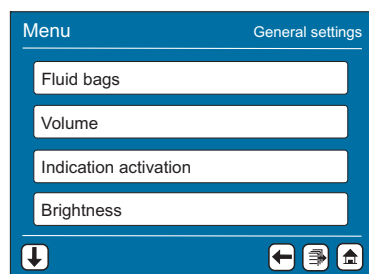 Menu General settings
Fluid bags
Volume
Indication activation
Brightness